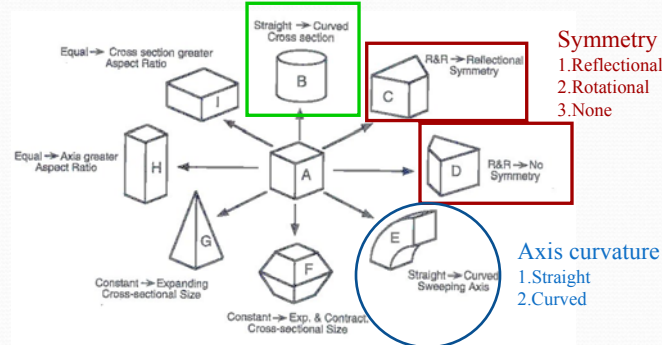 Straight → Curved
Cross section
B
Equal → Cross section greater
Aspect Ratio
I
R&R → Reflectional
Symmetry
C
Symmetry
1.Reflectional
2.Rotational
3.None
Equal → Axis greater
Aspect Ratio
H
A
D
R&R → No
Symmetry
G
Constant → Expanding
Cross-sectional Size
F
Constant → Exp. & Contract.
Cross-sectional Size
E
Straight → Curved
Sweeping Axis
Axis curvature
1.Straight
2.Curved